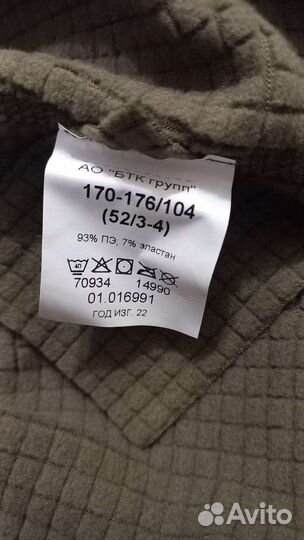 АО "БТК групп"
170-176/104
(52/3-4)
93% ПЭ; 7% эластан
40
70934 14990
01.016991
ГОД ИЗГ. 22
Avito